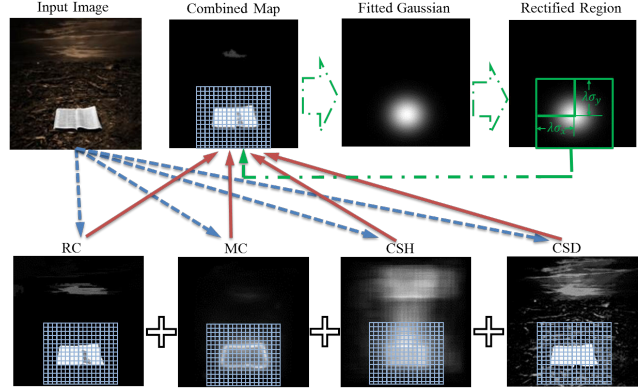 Input Image
Combined Map
Fitted Gaussian
Rectified Region
λσy
λσx
RC
MC
CSH
CSD